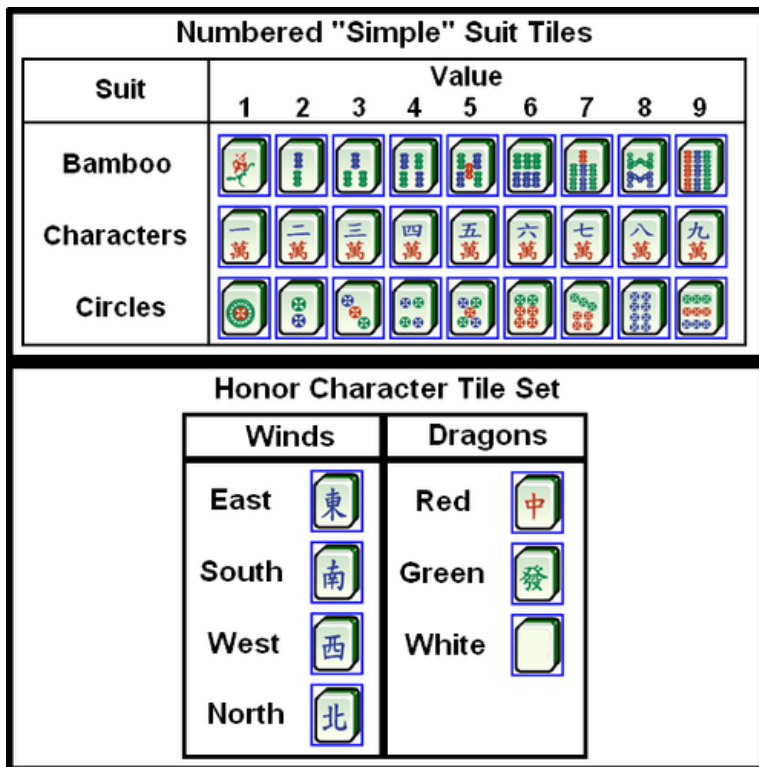 Numbered "Simple" Suit Tiles
Suit
Value
1 2 3 4 5 6 7 8 9
Bamboo
Characters
一萬 二萬 三萬 四萬 五萬 六萬 七萬 八萬 九萬
Circles
Honor Character Tile Set
Winds Dragons
East 東 Red 中
South 南 Green 發
West 西 White
North 北